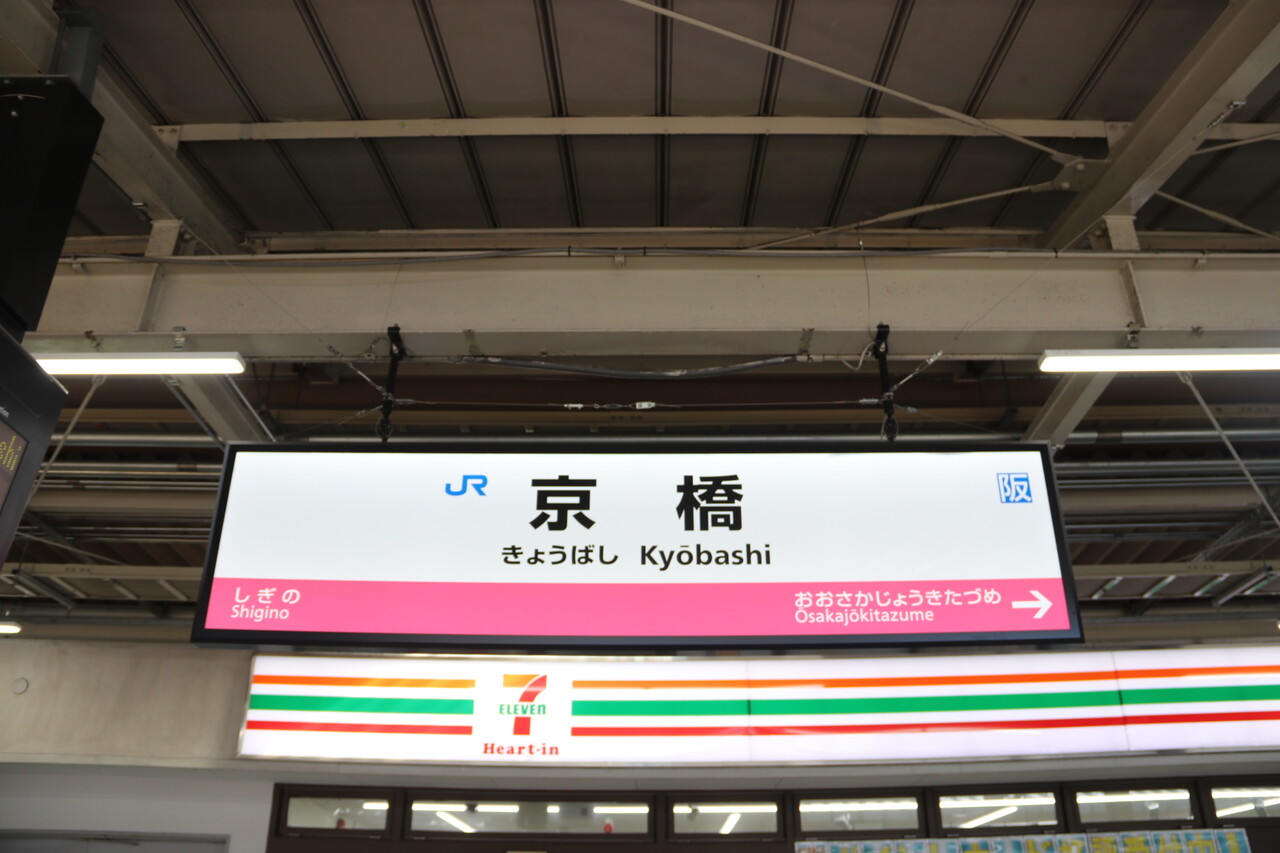 JR 京橋 阪
きょうばし Kyōbashi
しぎの
Shigino
おおさかじょうきたづめ →
Ōsakajōkitazume
7
ELEVEN
Heart-in